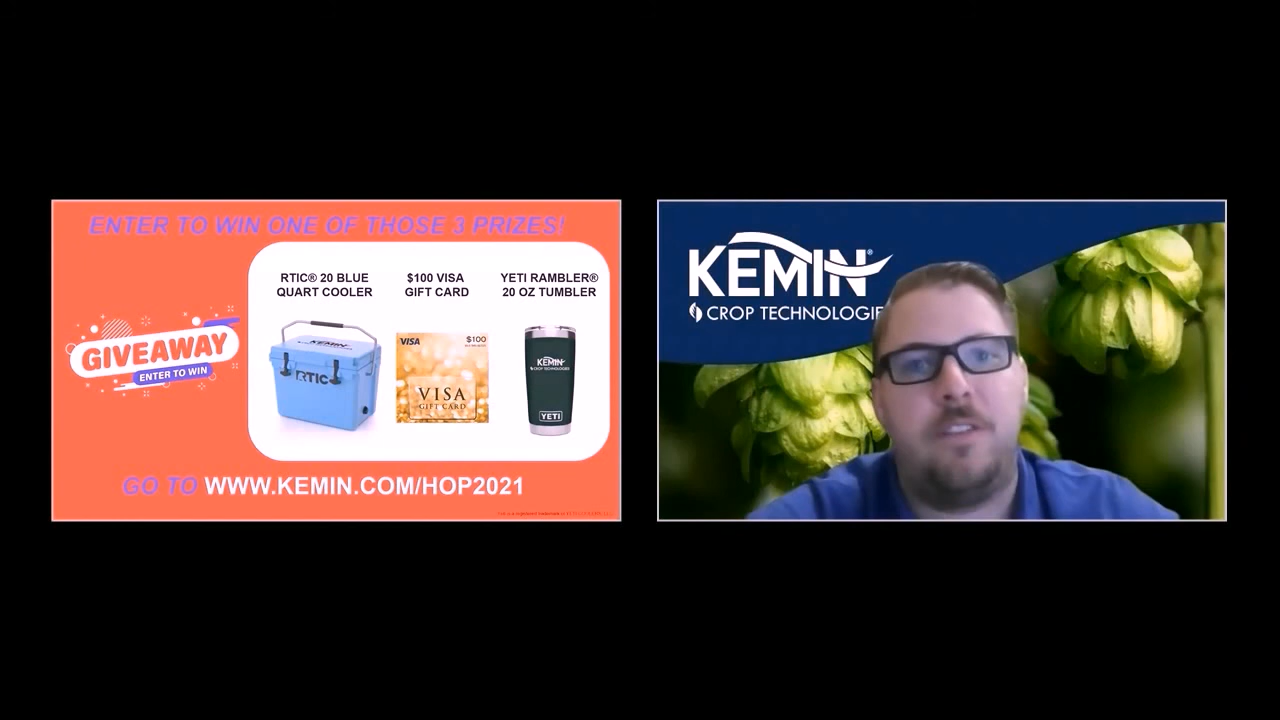 ENTER TO WIN ONE OF THOSE 3 PRIZES!
RTIC® 20 BLUE
QUART COOLER
$100 VISA
GIFT CARD
YETI RAMBLER®
20 OZ TUMBLER
GIVEAWAY
ENTER TO WIN
KEMIN
RTIC
VISA
$100
VISA
GIFT CARD
KEMIN
CROP TECHNOLOGIES
YETI
GO TO WWW.KEMIN.COM/HOP2021
KEMIN®
CROP TECHNOLOGIE